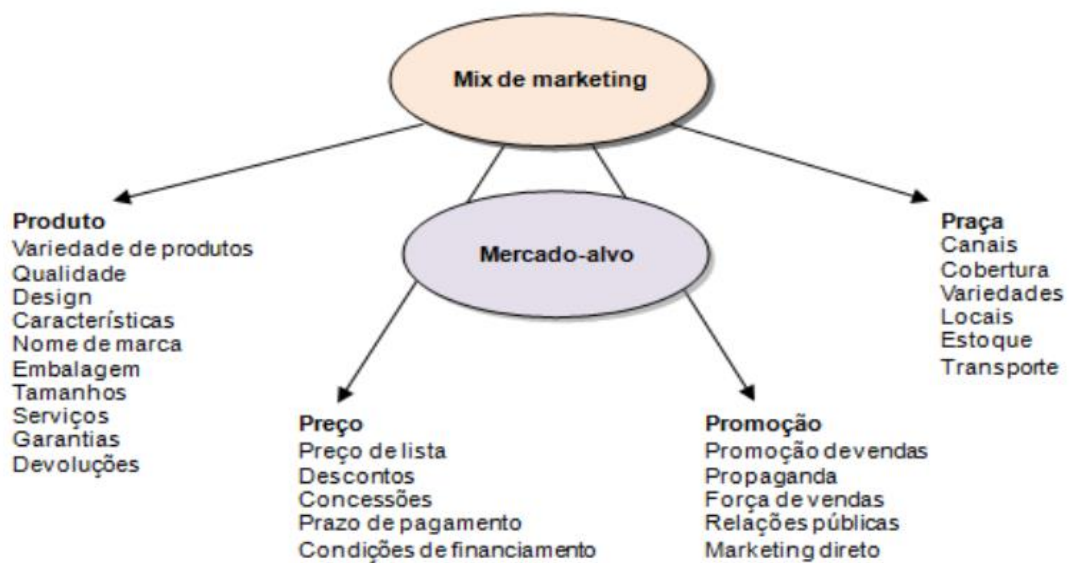 Mix de marketing
Mercado-alvo
Produto
Variedade de produtos
Qualidade
Design
Características
Nome de marca
Embalagem
Tamanhos
Serviços
Garantias
Devoluções
Preço
Preço de lista
Descontos
Concessões
Prazo de pagamento
Condições de financiamento
Promoção
Promoção de vendas
Propaganda
Força de vendas
Relações públicas
Marketing direto
Praça
Canais
Cobertura
Variedades
Locais
Estoque
Transporte